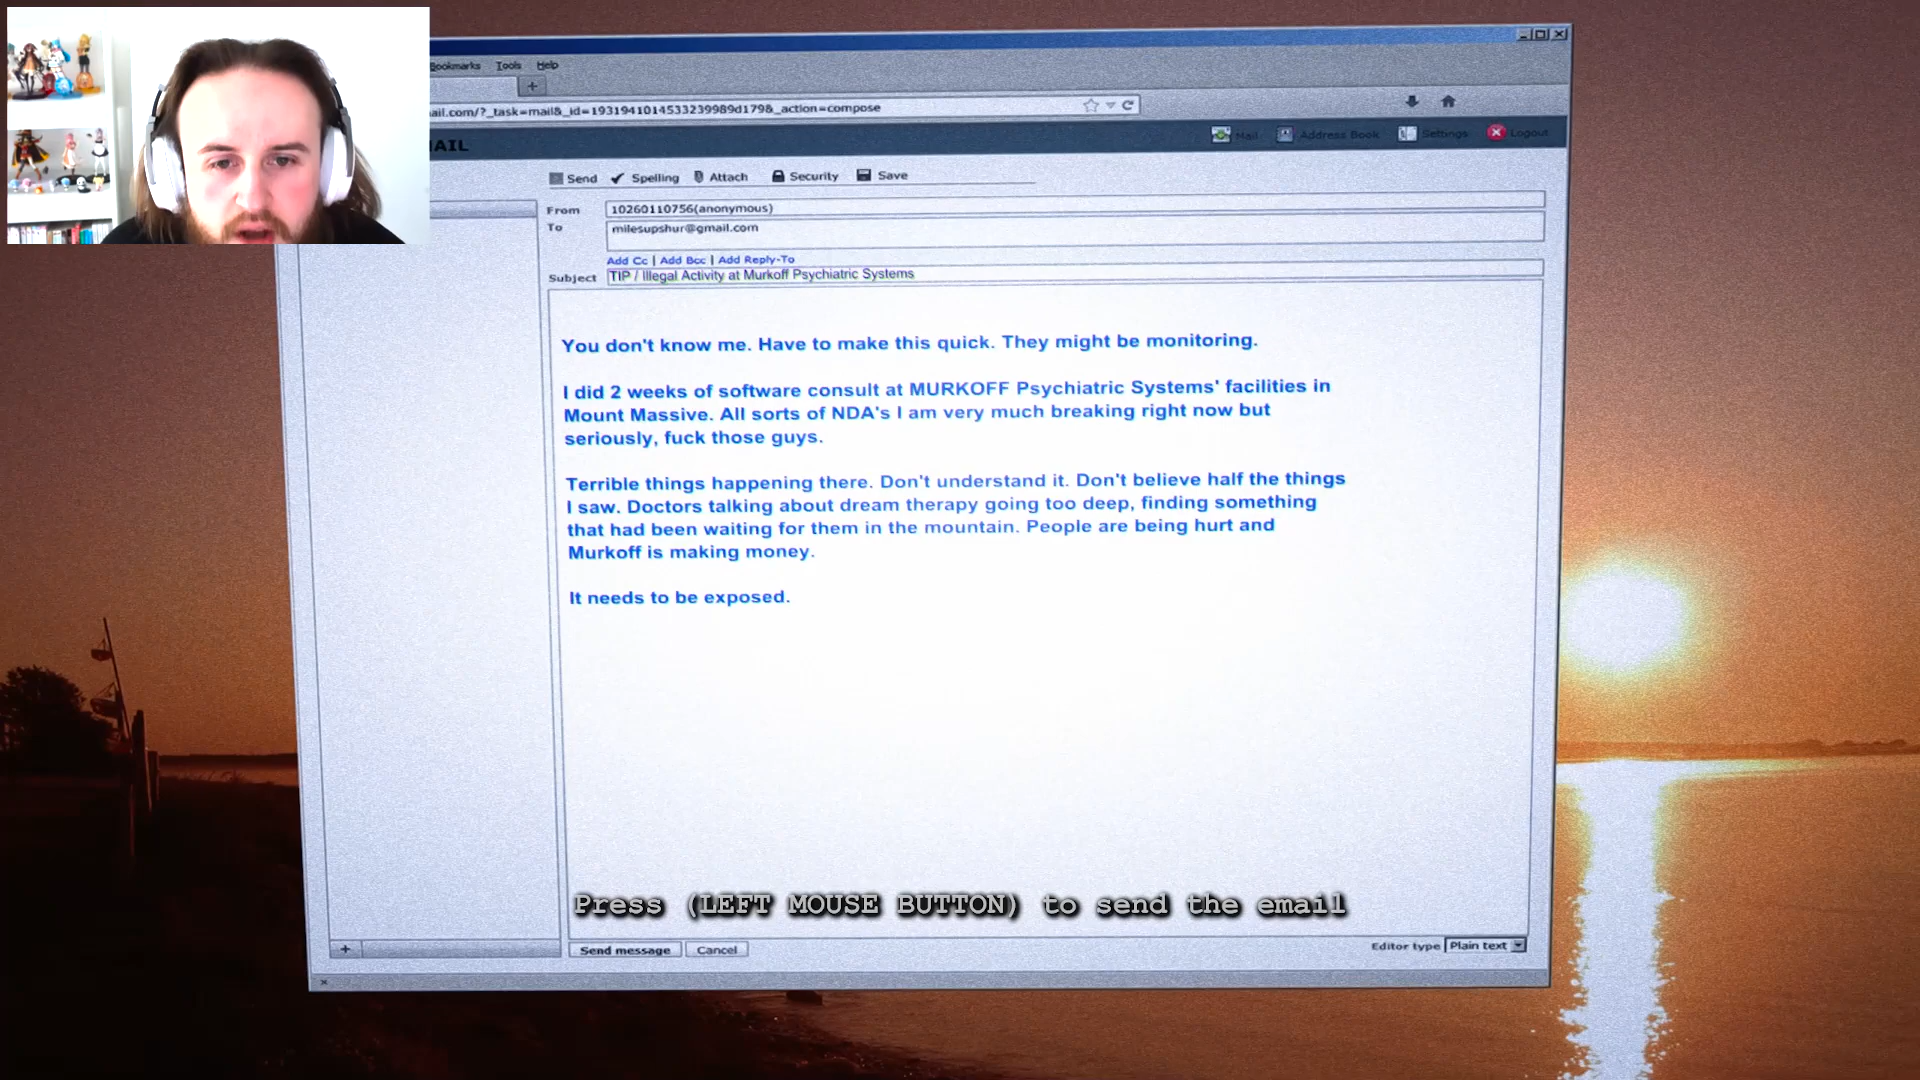 Bookmarks Tools Help
+
ail.com/?_task=mail&_id=1931941014533239989d179&_action=compose
AIL
Mail Address Book Settings Logout
Send Spelling Attach Security Save
From 10260110756(anonymous)
To milesupshur@gmail.com
Add Cc | Add Bcc | Add Reply-To
Subject TIP / Illegal Activity at Murkoff Psychiatric Systems
You don't know me. Have to make this quick. They might be monitoring.
I did 2 weeks of software consult at MURKOFF Psychiatric Systems' facilities in
Mount Massive. All sorts of NDA's I am very much breaking right now but
seriously, fuck those guys.
Terrible things happening there. Don't understand it. Don't believe half the things
I saw. Doctors talking about dream therapy going too deep, finding something
that had been waiting for them in the mountain. People are being hurt and
Murkoff is making money.
It needs to be exposed.
Press (LEFT MOUSE BUTTON) to send the email
+ Send message Cancel Editor type Plain text